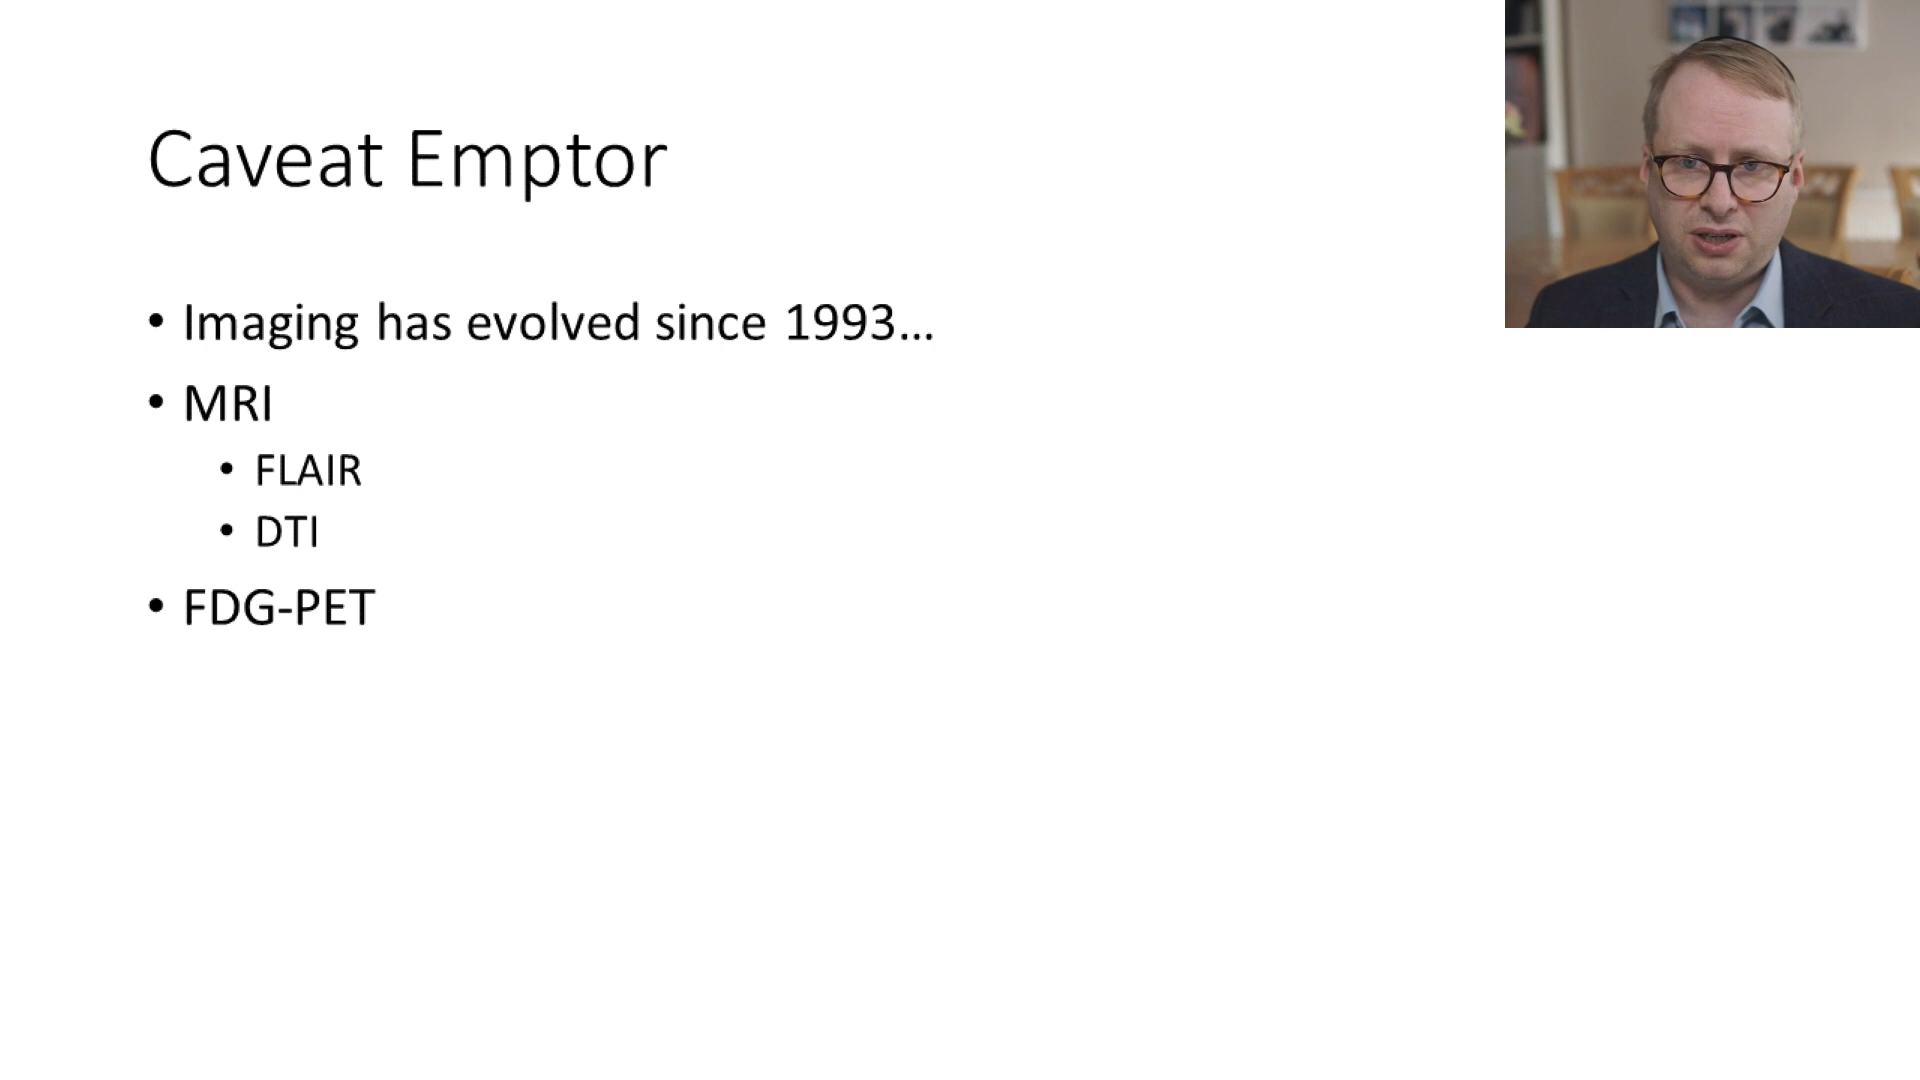 Caveat Emptor
• Imaging has evolved since 1993...
• MRI
• FLAIR
• DTI
• FDG-PET